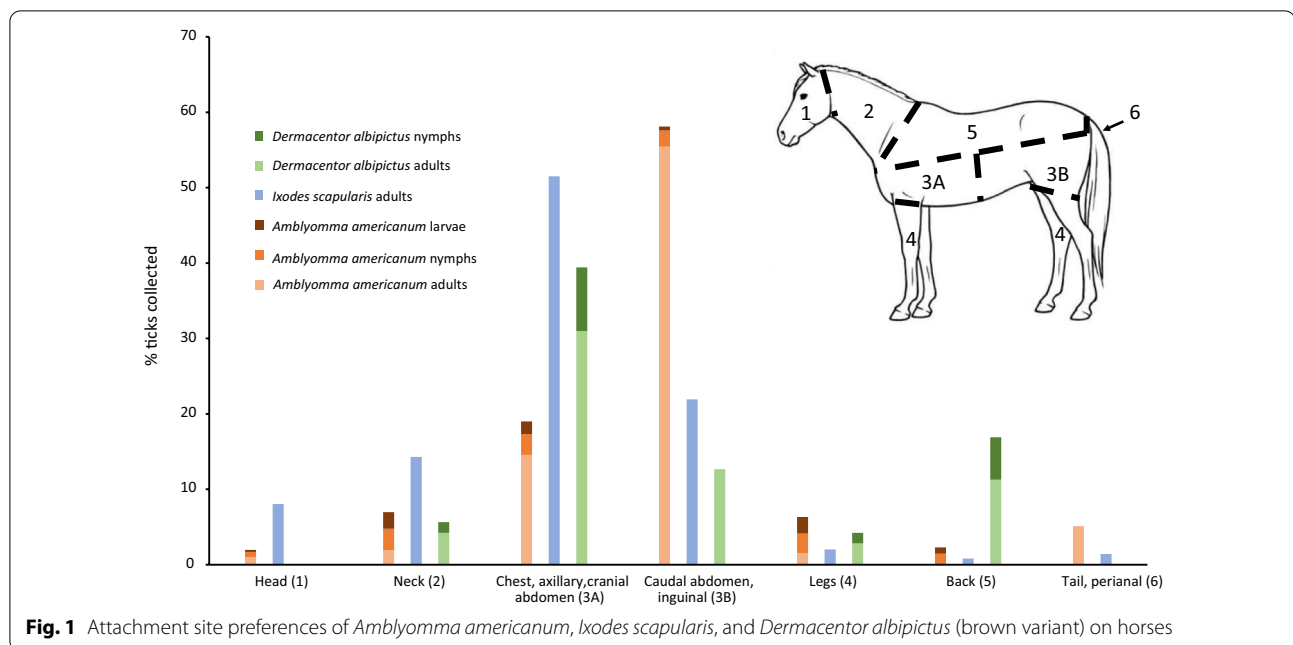 70
60
50
40
30
20
10
0
% ticks collected
Dermacentor albipictus nymphs
Dermacentor albipictus adults
Ixodes scapularis adults
Amblyomma americanum larvae
Amblyomma americanum nymphs
Amblyomma americanum adults
1
2
5
6
3A
3B
4
4
Head (1)
Neck (2)
Chest, axillary,cranial
abdomen (3A)
Caudal abdomen,
inguinal (3B)
Legs (4)
Back (5)
Tail, perianal (6)
Fig. 1 Attachment site preferences of Amblyomma americanum, Ixodes scapularis, and Dermacentor albipictus (brown variant) on horses